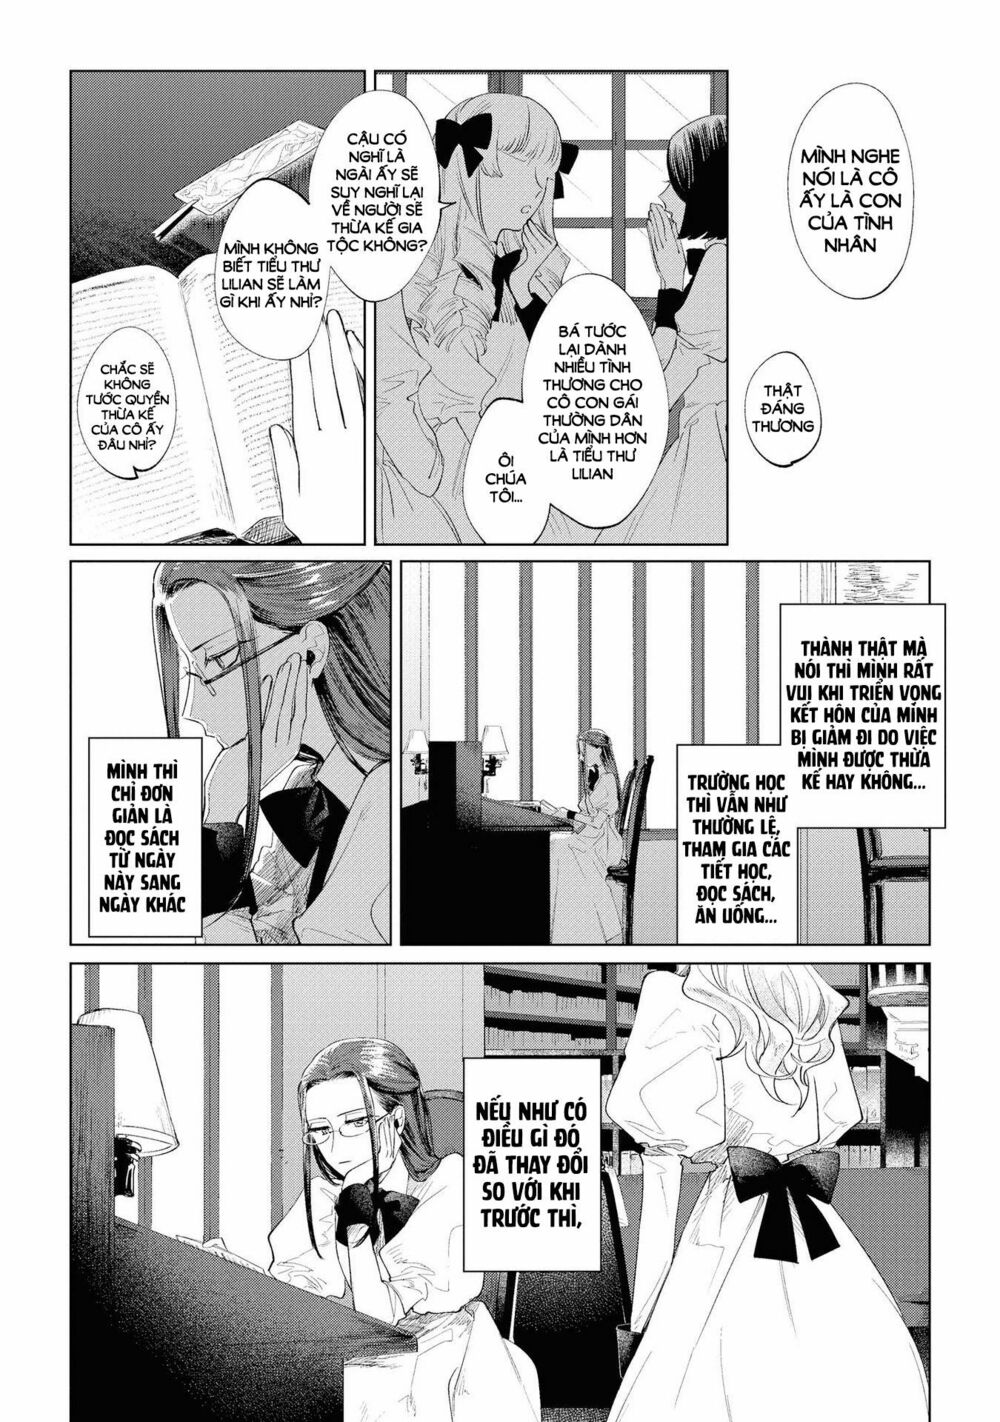 MÌNH NGHE
NÓI LÀ CÔ
ẤY LÀ CON
CỦA TÌNH
NHÂN
THẬT
ĐÁNG
THƯƠNG
BÁ TƯỚC
LẠI DÀNH
NHIỀU TÌNH
THƯƠNG CHO
CÔ CON GÁI
THƯỜNG DÂN
CỦA MÌNH HƠN
LÀ TIỂU THƯ
LILIAN
ÔI
CHÚA
TÔI...
CẬU CÓ
NGHĨ LÀ
NGÀI ẤY SẼ
SUY NGHĨ LẠI
VỀ NGƯỜI SẼ
THỪA KẾ GIA
TỘC KHÔNG?
MÌNH KHÔNG
BIẾT TIỂU THƯ
LILIAN SẼ LÀM
GÌ KHI ẤY NHỈ?
CHẮC SẼ
KHÔNG
TƯỚC QUYỀN
THỪA KẾ
CỦA CÔ ẤY
ĐÂU NHỈ?
THÀNH THẬT MÀ
NÓI THÌ MÌNH RẤT
VUI KHI TRIỂN VỌNG
KẾT HÔN CỦA MÌNH
BỊ GIẢM ĐI DO VIỆC
MÌNH ĐƯỢC THỪA
KẾ HAY KHÔNG...
TRƯỜNG HỌC
THÌ VẪN NHƯ
THƯỜNG LỆ,
THAM GIA CÁC
TIẾT HỌC,
ĐỌC SÁCH,
ĂN UỐNG...
MÌNH THÌ
CHỈ ĐƠN
GIẢN LÀ
ĐỌC SÁCH
TỪ NGÀY
NÀY SANG
NGÀY KHÁC
NẾU NHƯ CÓ
ĐIỀU GÌ ĐÓ
ĐÃ THAY ĐỔI
SO VỚI KHI
TRƯỚC THÌ,